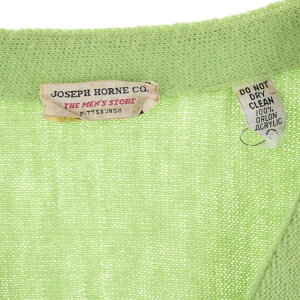 JOSEPH HORNE CO.
THE MEN'S STORE
PITTSBURGH
DO NOT
DRY
CLEAN
100%
ORLON
ACRYLIC